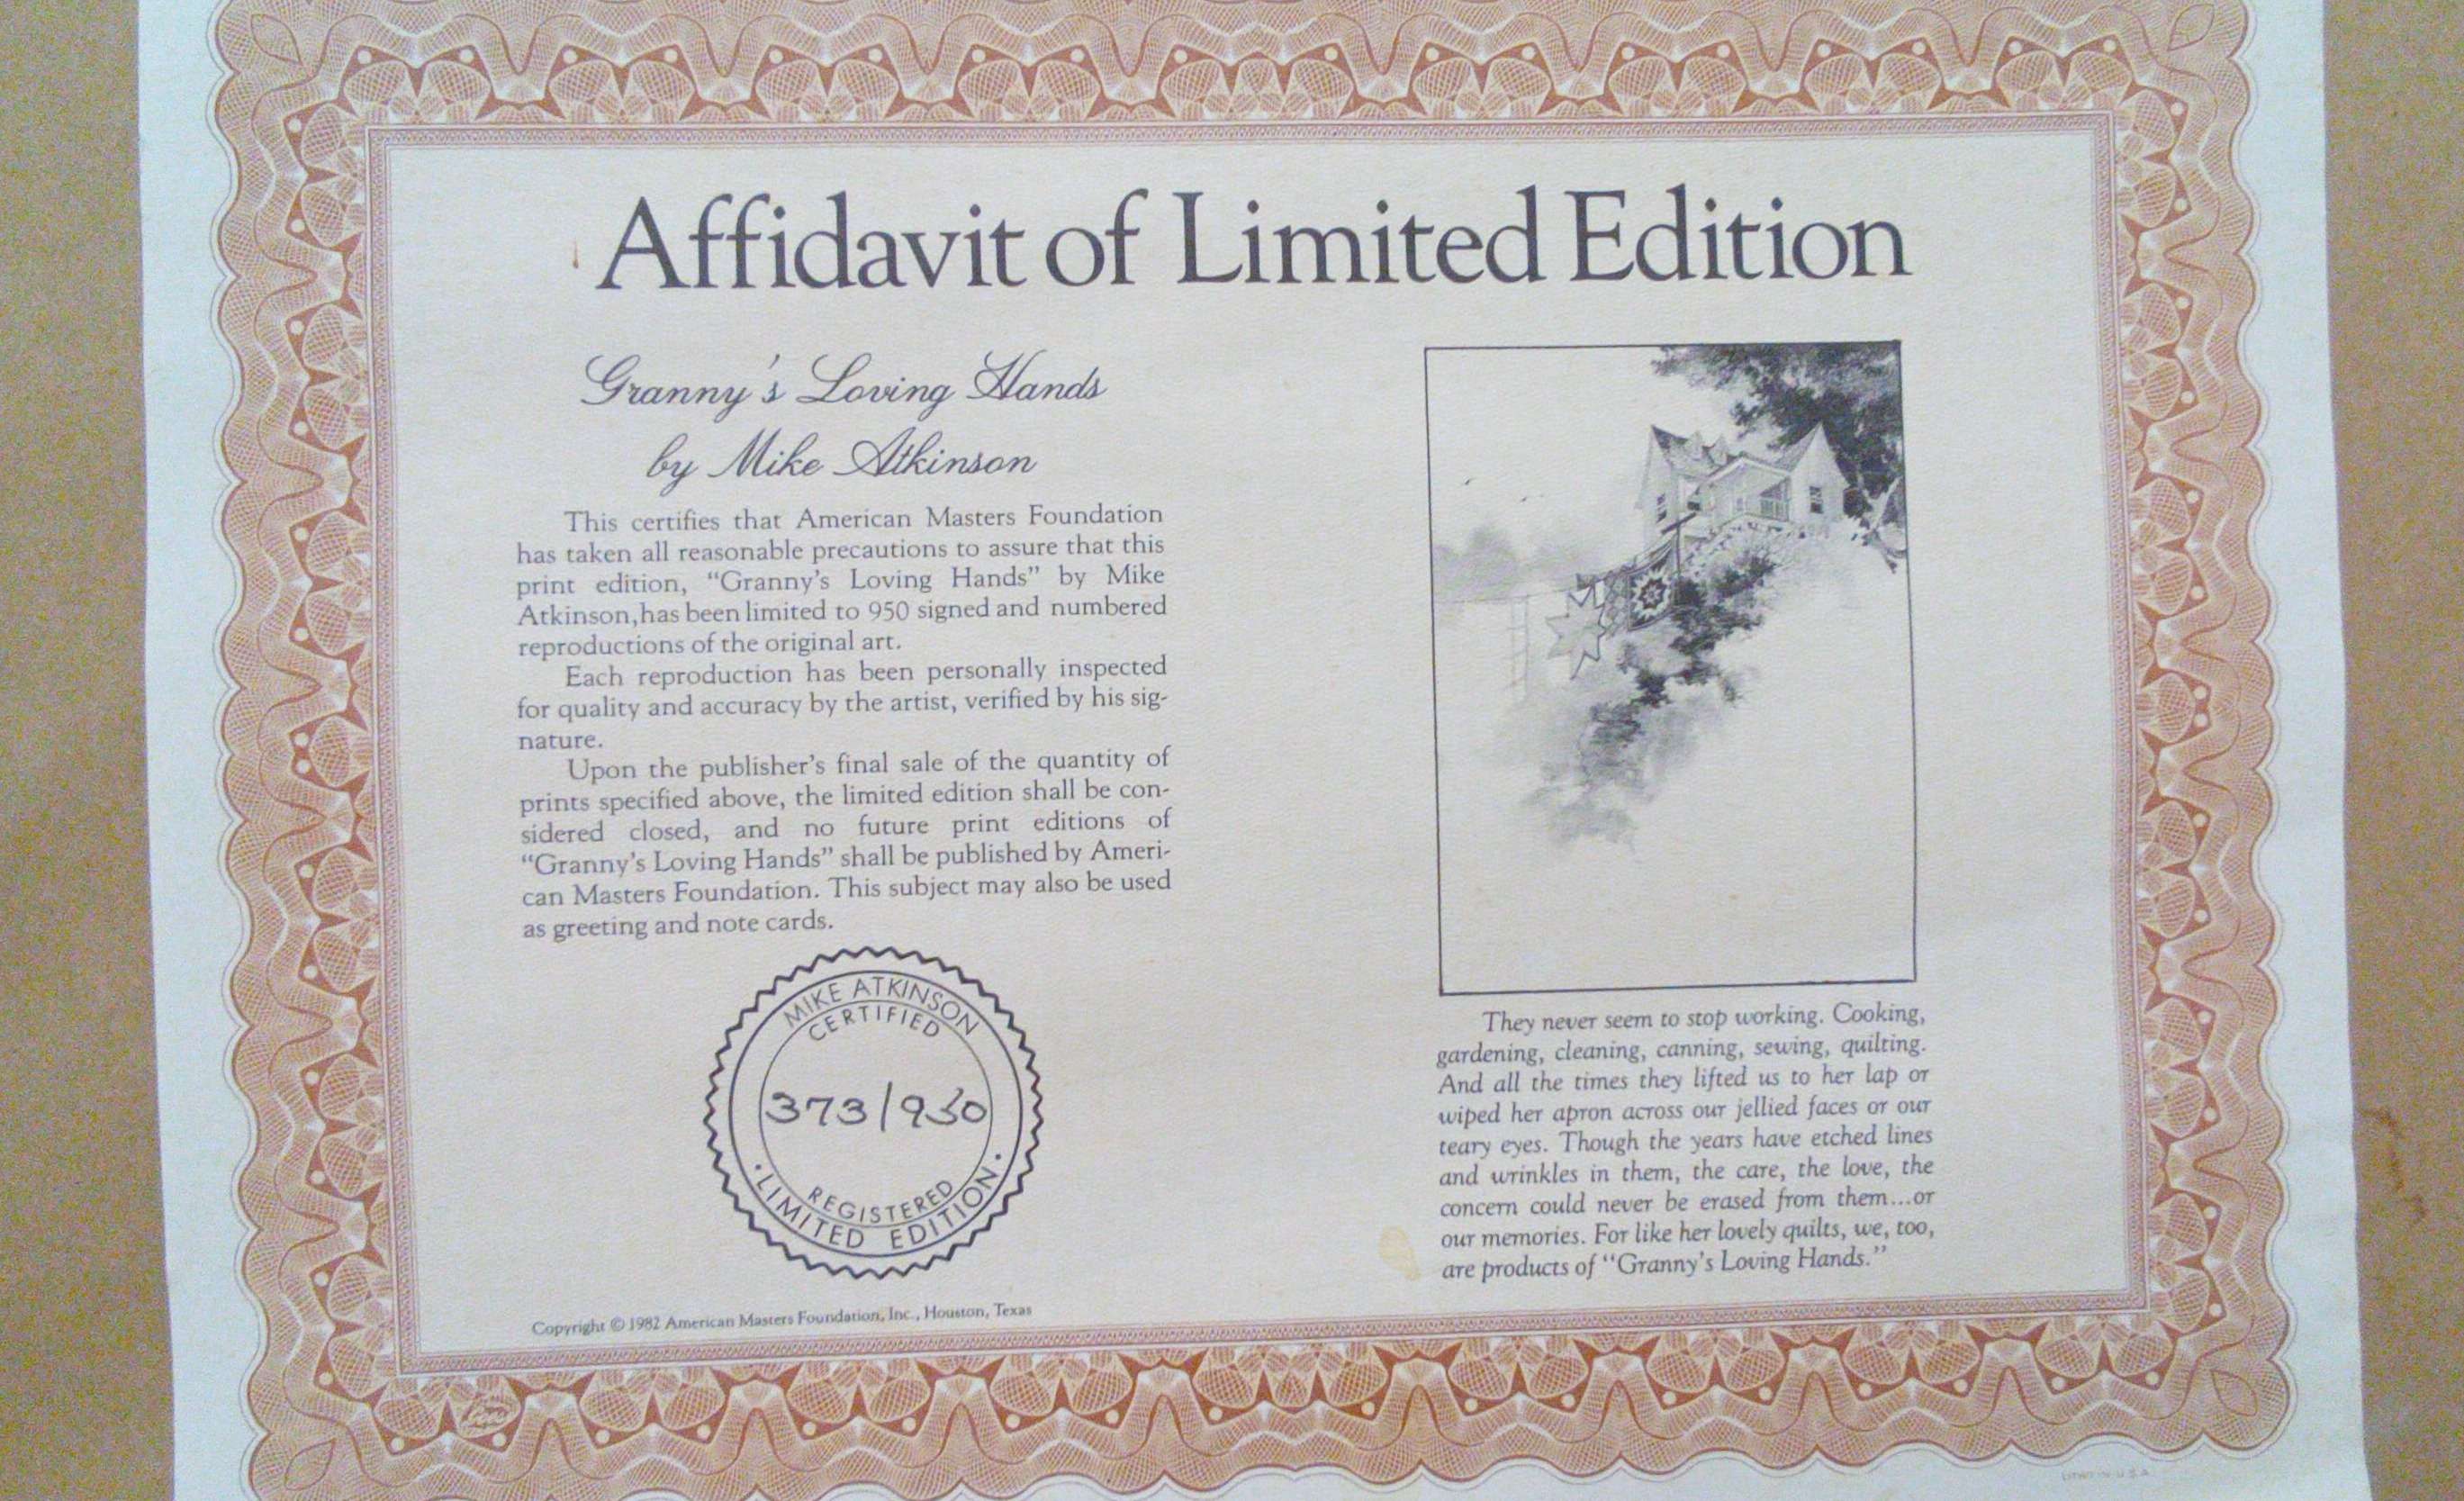 Affidavit of Limited Edition
Granny's Loving Hands
by Mike Atkinson
This certifies that American Masters Foundation
has taken all reasonable precautions to assure that this
print edition, “Granny's Loving Hands” by Mike
Atkinson,has been limited to 950 signed and numbered
reproductions of the original art.
Each reproduction has been personally inspected
for quality and accuracy by the artist, verified by his sig-
nature.
Upon the publisher's final sale of the quantity of
prints specified above, the limited edition shall be con-
sidered closed, and no future print editions of
“Granny's Loving Hands” shall be published by Ameri-
can Masters Foundation. This subject may also be used
as greeting and note cards.
MIKE ATKINSON
CERTIFIED
373/950
REGISTERED
·LIMITED EDITION·
Copyright © 1982 American Masters Foundation, Inc., Houston, Texas
They never seem to stop working. Cooking,
gardening, cleaning, canning, sewing, quilting.
And all the times they lifted us to her lap or
wiped her apron across our jellied faces or our
teary eyes. Though the years have etched lines
and wrinkles in them, the care, the love, the
concern could never be erased from them...or
our memories. For like her lovely quilts, we, too,
are products of “Granny's Loving Hands.”
LITHO IN U.S.A.